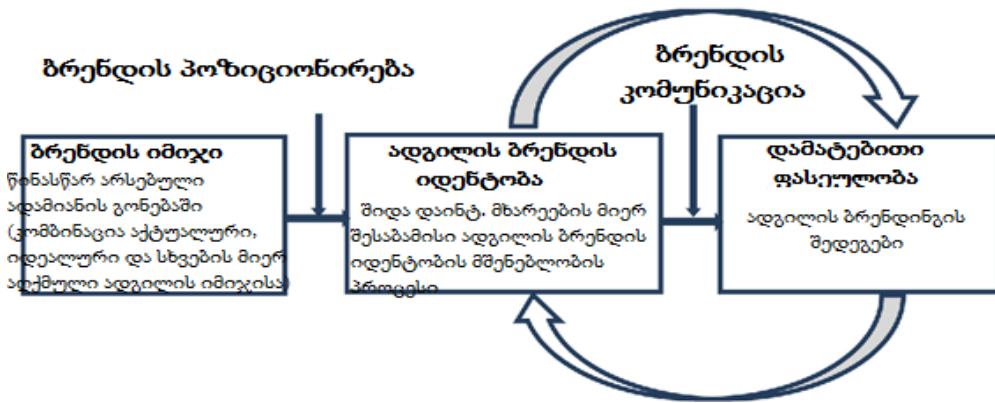 ბრენდის პოზიციონირება
ბრენდის
კომუნიკაცია
ბრენდის იმიჯი
წინასწარ არსებული
ადამიანის გონებაში
(კომბინაცია აქტუალური,
იდეალური და სხვების მიერ
აღქმული ადგილის იმიჯისა)
ადგილის ბრენდის
იდენტობა
შიდა დაინტ. მხარეების მიერ
შესაბამისი ადგილის ბრენდის
იდენტობის მშენებლობის
პროცესი
დამატებითი
ფასეულობა
ადგილის ბრენდინგის
შედეგები